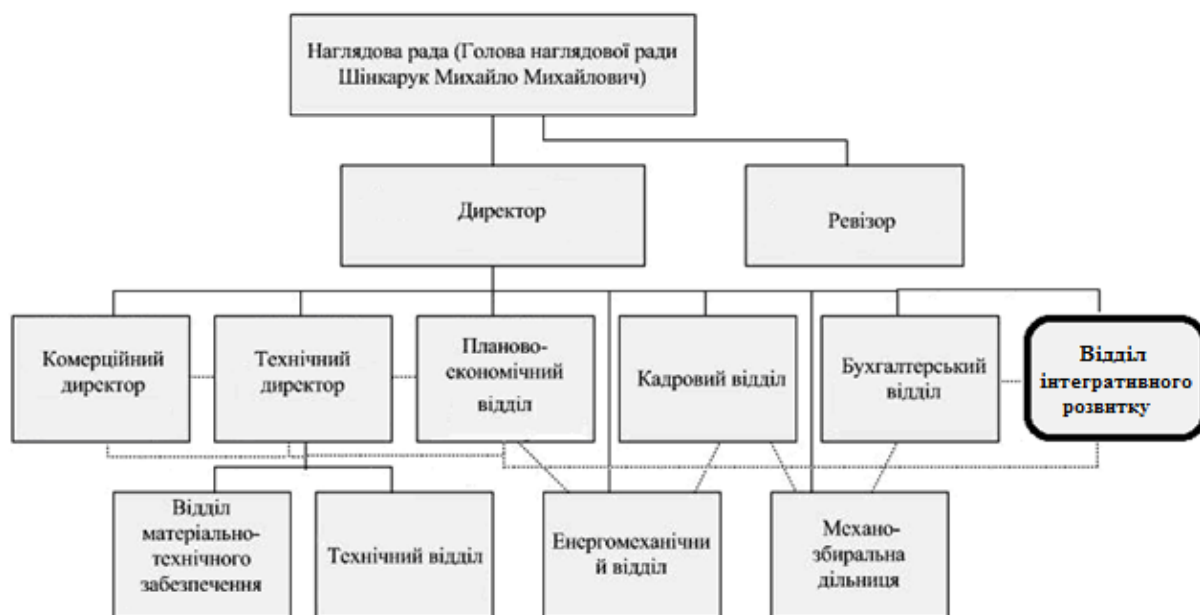 Наглядова рада (Голова наглядової ради
Шінкарук Михайло Михайлович)
Директор
Ревізор
Комерційний
директор
Технічний
директор
Планово-
економічний
відділ
Кадровий відділ
Бухгалтерський
відділ
Відділ
інтегративного
розвитку
Відділ
матеріально-
технічного
забезпечення
Технічний відділ
Енергомеханічни
й відділ
Механо-
збиральна
дільниця